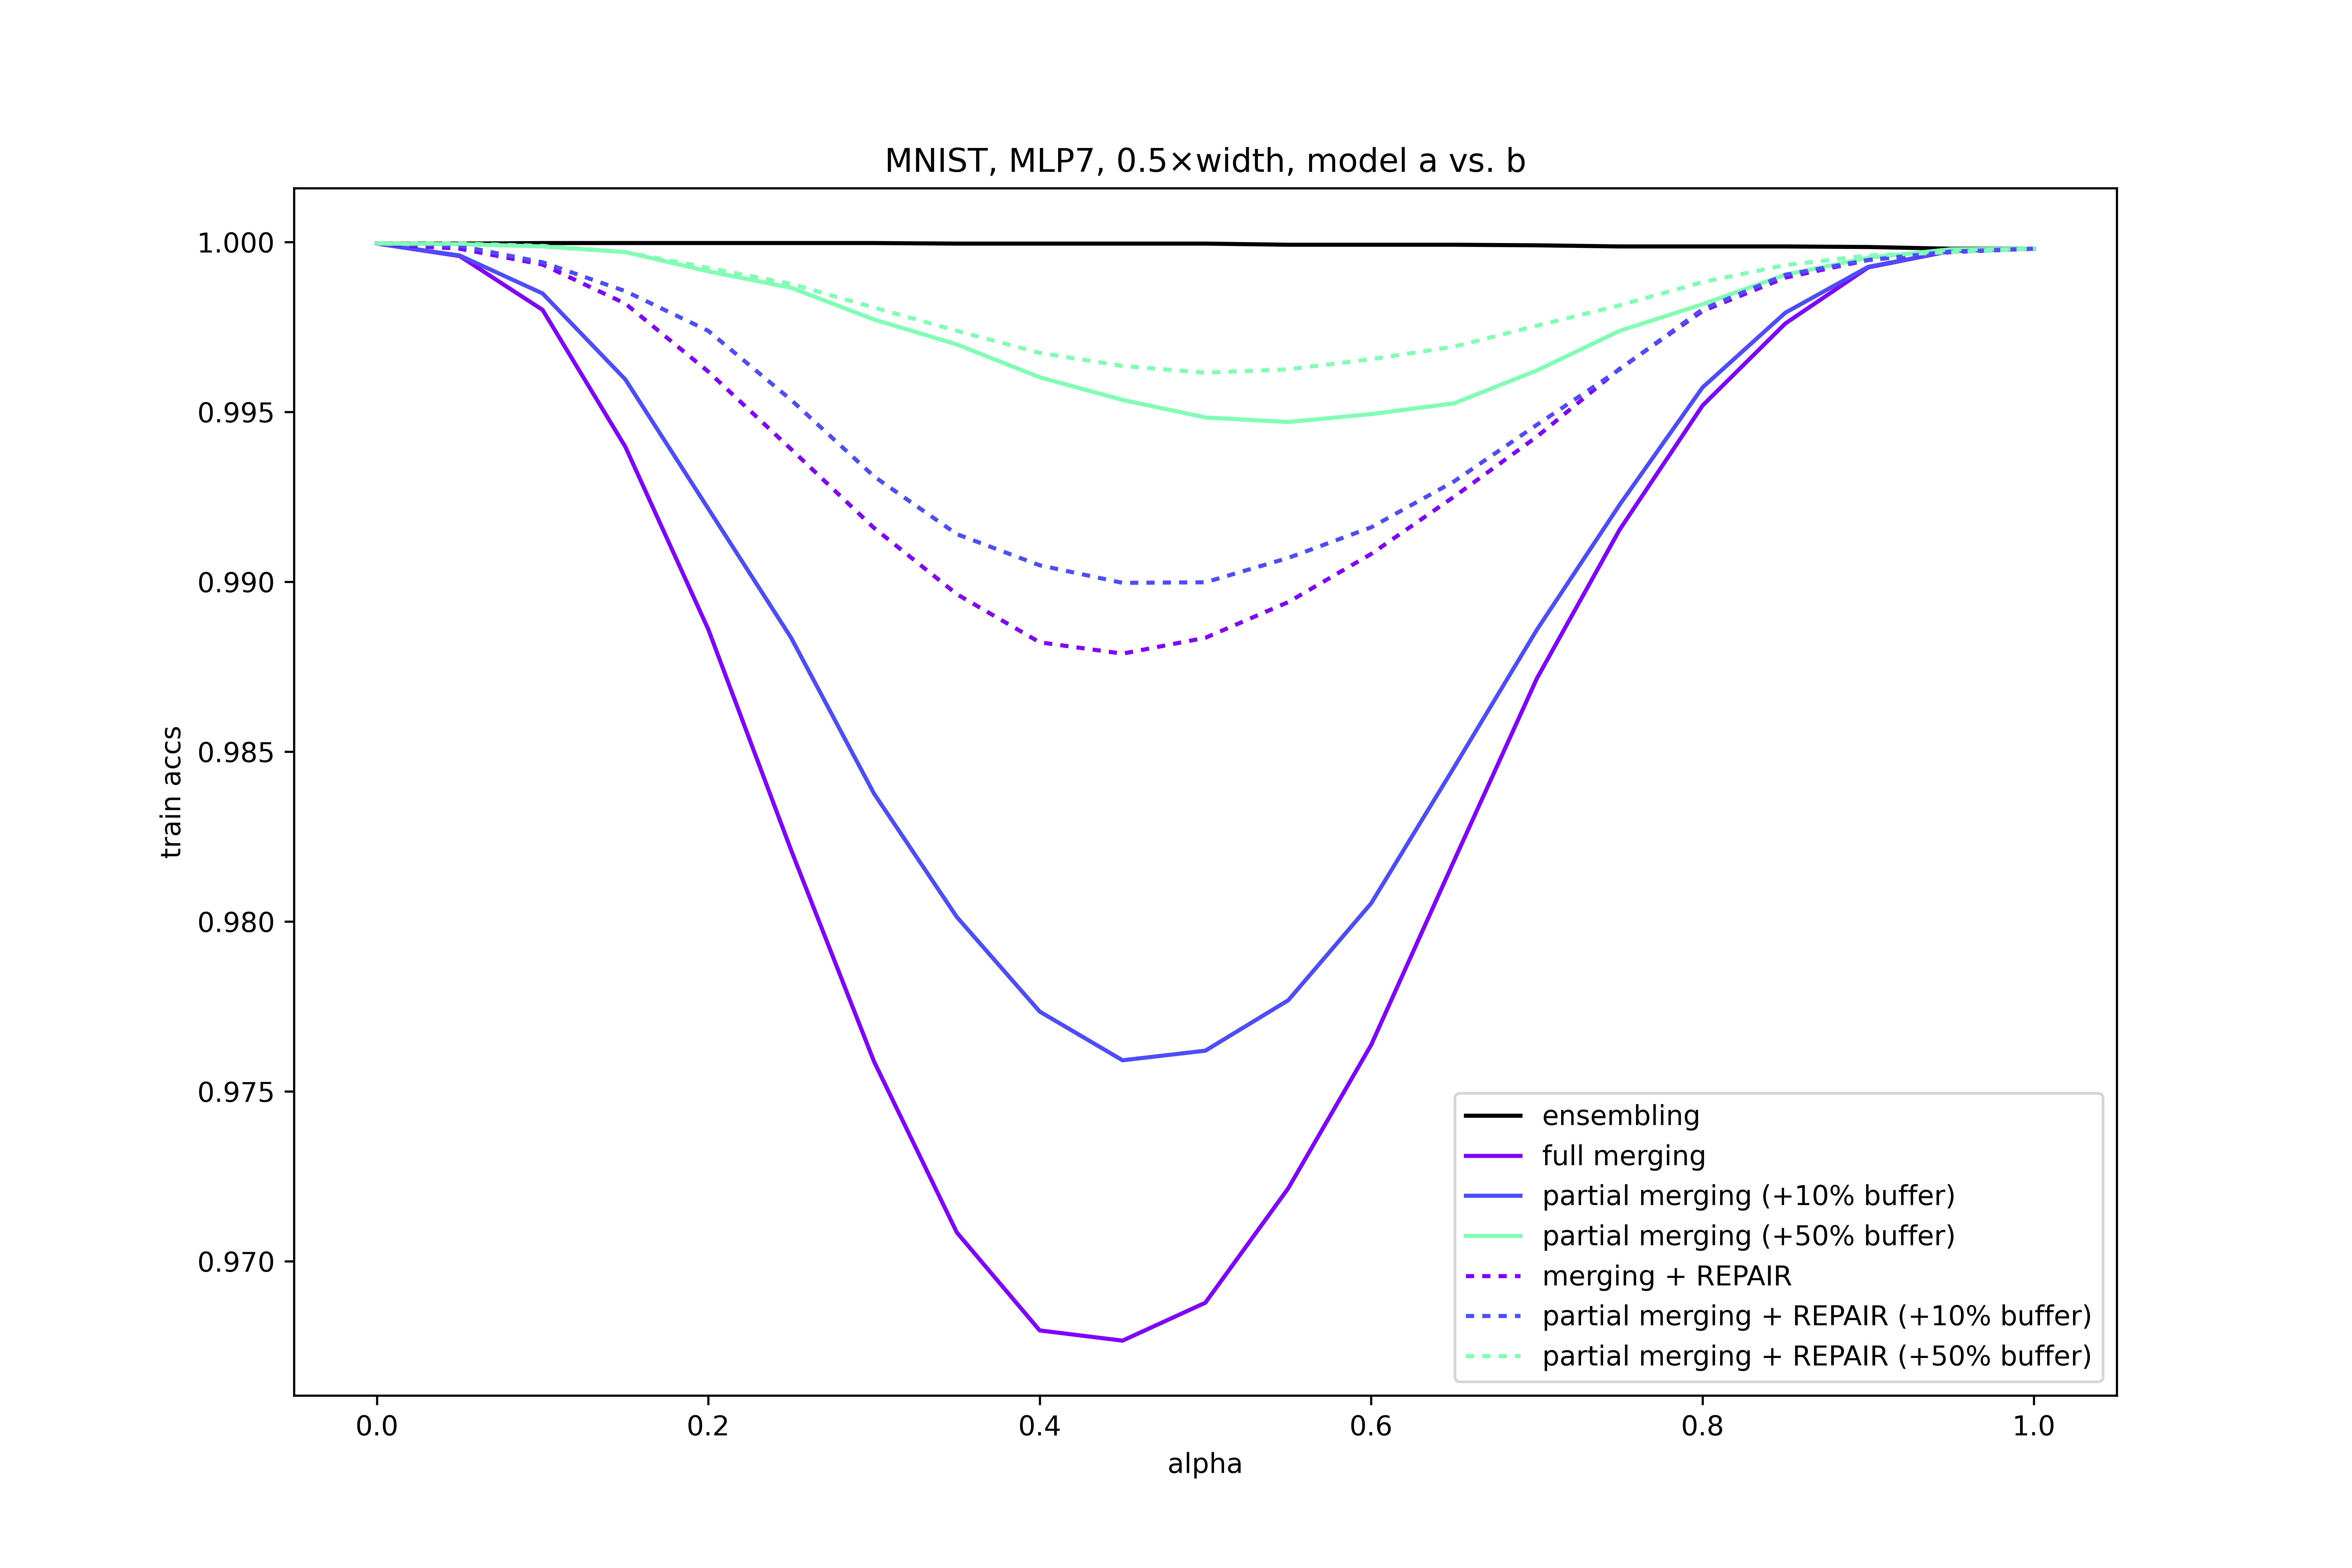 MNIST, MLP7, 0.5×width, model a vs. b
1.000
0.995
0.990
0.985
0.980
0.975
0.970
train accs
ensembling
full merging
partial merging (+10% buffer)
partial merging (+50% buffer)
merging + REPAIR
partial merging + REPAIR (+10% buffer)
partial merging + REPAIR (+50% buffer)
0.0 0.2 0.4 0.6 0.8 1.0
alpha